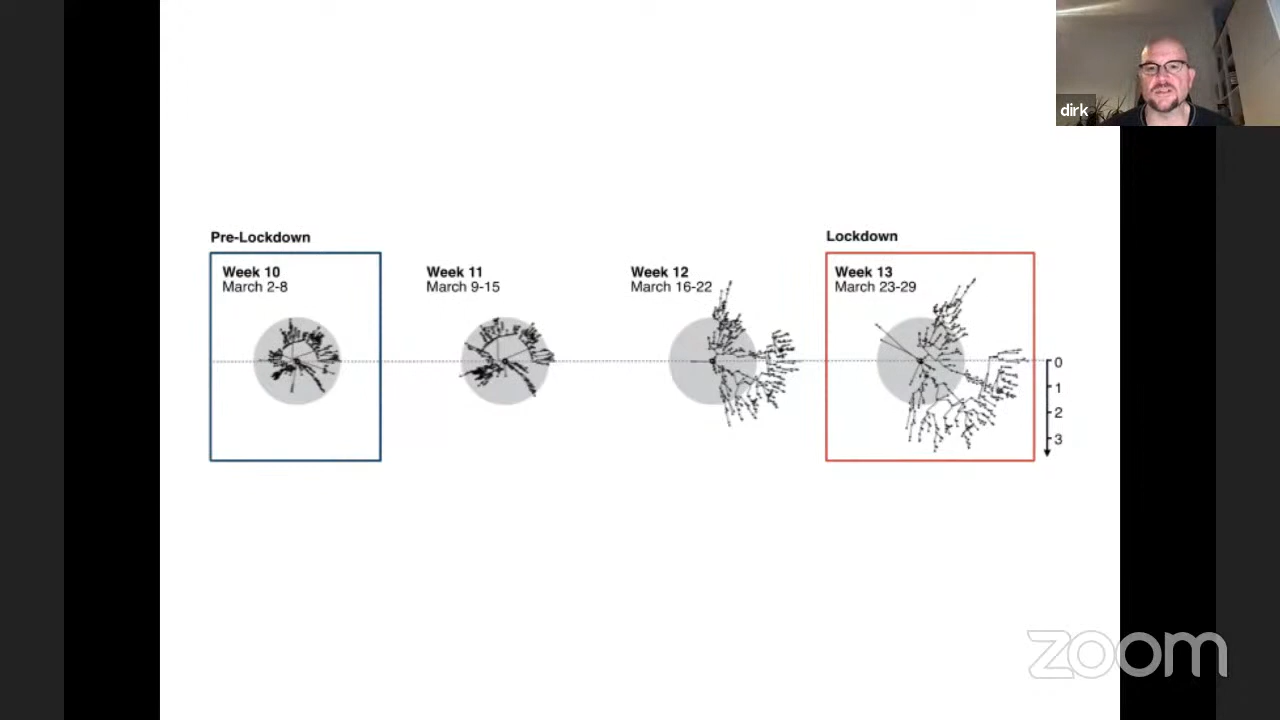 dirk
Pre-Lockdown
Lockdown
Week 10
March 2-8
Week 11
March 9-15
Week 12
March 16-22
Week 13
March 23-29
0
1
2
3
zoom